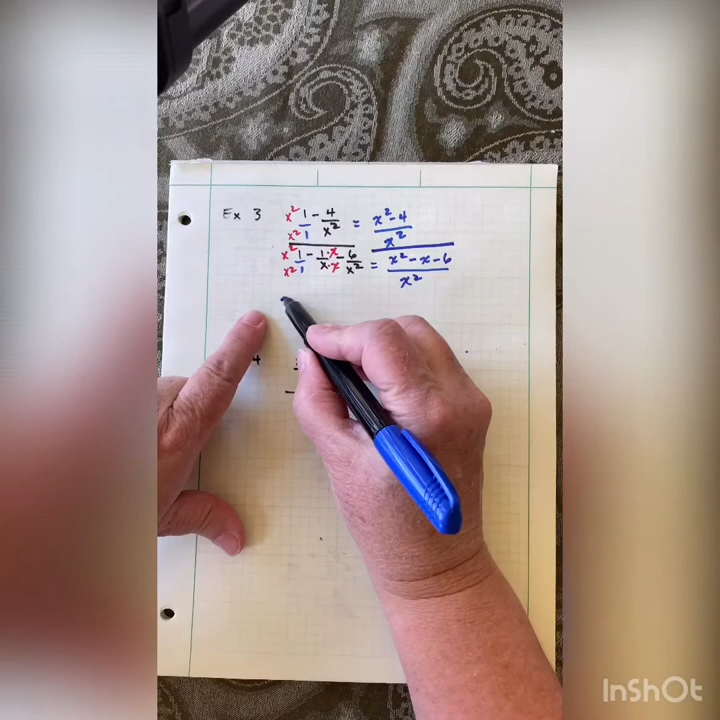 Ex 3
x² 1 − 4 = x² − 4
x² 1 x² x²
x² 1 − 1·x − 6 = x² − x − 6
x² 1 x·x x² x²
4
InShOt